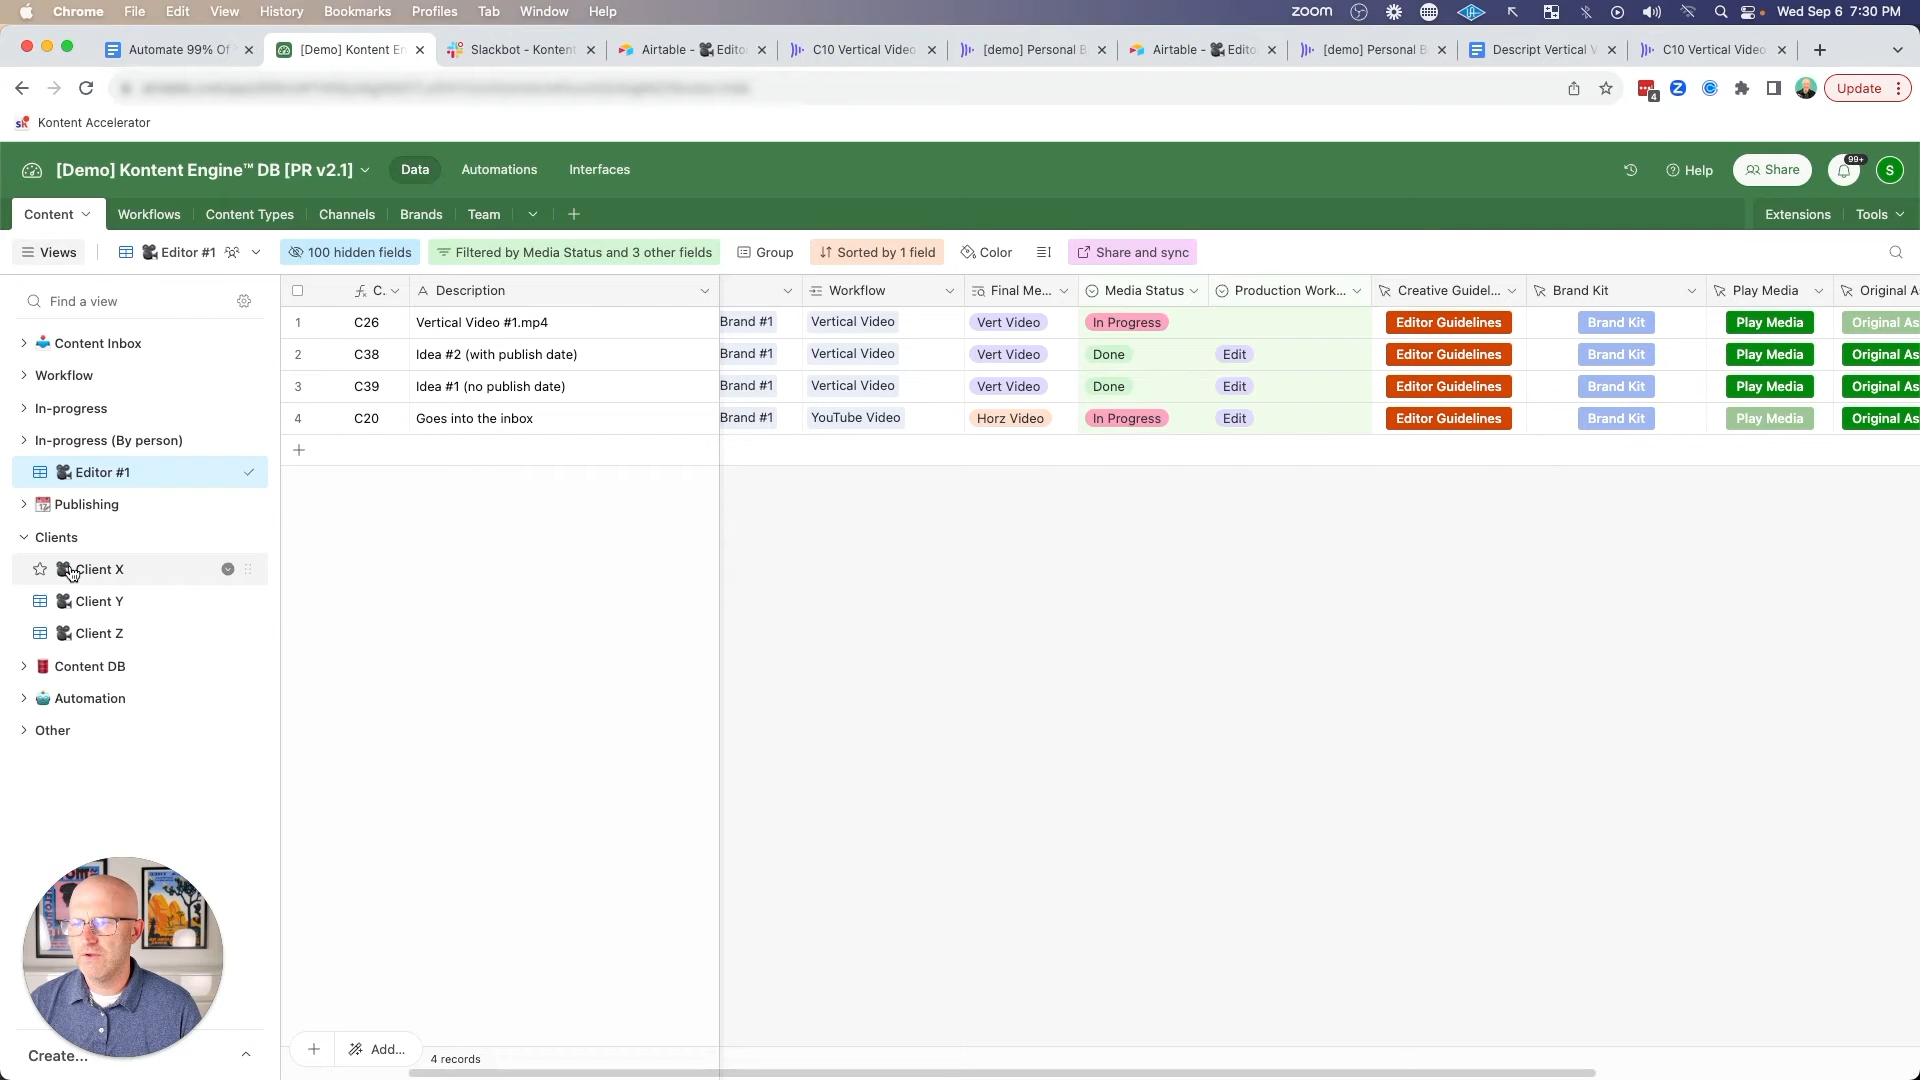 Chrome File Edit View History Bookmarks Profiles Tab Window Help zoom Wed Sep 6 7:30 PM
Automate 99% Of [Demo] Kontent En Slackbot - Kontent Airtable - Edito C10 Vertical Video [demo] Personal B Airtable - Edito [demo] Personal B Descript Vertical V C10 Vertical Video
4 Update
Kontent Accelerator
[Demo] Kontent Engine™ DB [PR v2.1] Data Automations Interfaces Help Share 99+ S
Content Workflows Content Types Channels Brands Team Extensions Tools
Views Editor #1 100 hidden fields Filtered by Media Status and 3 other fields Group Sorted by 1 field Color Share and sync
Find a view
Content Inbox
Workflow
In-progress
In-progress (By person)
Editor #1
Publishing
Clients
Client X
Client Y
Client Z
Content DB
Automation
Other
Create...
C. Description Workflow Final Me... Media Status Production Work... Creative Guidel... Brand Kit Play Media Original A
1 C26 Vertical Video #1.mp4 Brand #1 Vertical Video Vert Video In Progress Editor Guidelines Brand Kit Play Media Original As
2 C38 Idea #2 (with publish date) Brand #1 Vertical Video Vert Video Done Edit Editor Guidelines Brand Kit Play Media Original As
3 C39 Idea #1 (no publish date) Brand #1 Vertical Video Vert Video Done Edit Editor Guidelines Brand Kit Play Media Original As
4 C20 Goes into the inbox Brand #1 YouTube Video Horz Video In Progress Edit Editor Guidelines Brand Kit Play Media Original As
Add...
4 records